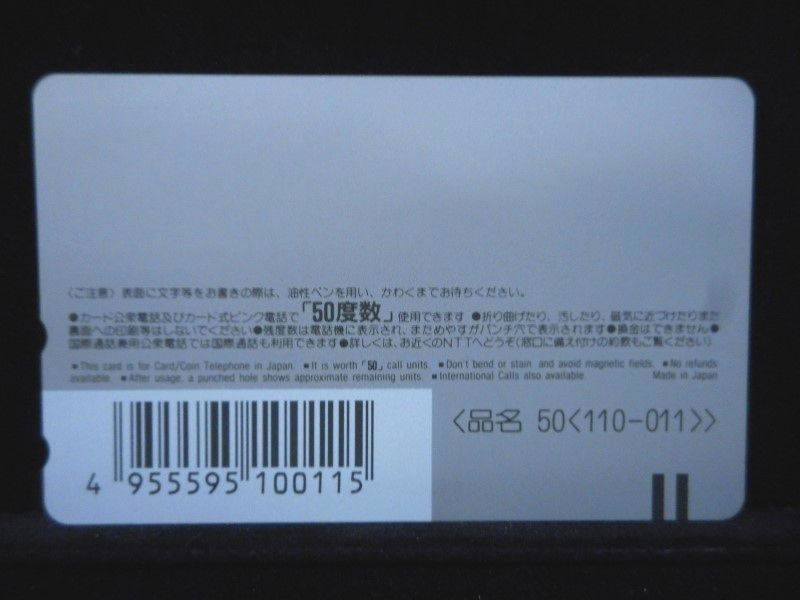 〈ご注意〉表面に文字等をお書きの際は、油性ペンを用い、かわくまでお待ちください。
●カード公衆電話及びカード式ピンク電話で「50度数」使用できます ●折り曲げたり、汚したり、磁気に近づけたりまた
裏面への印刷等はしないでください●残度数は電話機に表示され、まためやすがパンチ穴で表示されます●換金はできません●
国際通話兼用公衆電話では国際通話も利用できます●詳しくは、お近くのNTTへどうぞ(窓口に備え付けの約款もご覧ください)
■This card is for Card/Coin Telephone in Japan. ■It is worth「50」call units. ■Don't bend or stain and avoid magnetic fields. ■No refunds
available. ■After usage, a punched hole shows approximate remaining units. ■International Calls also available. Made in Japan
〈品名 50〈110-011〉〉
4 955595 100115